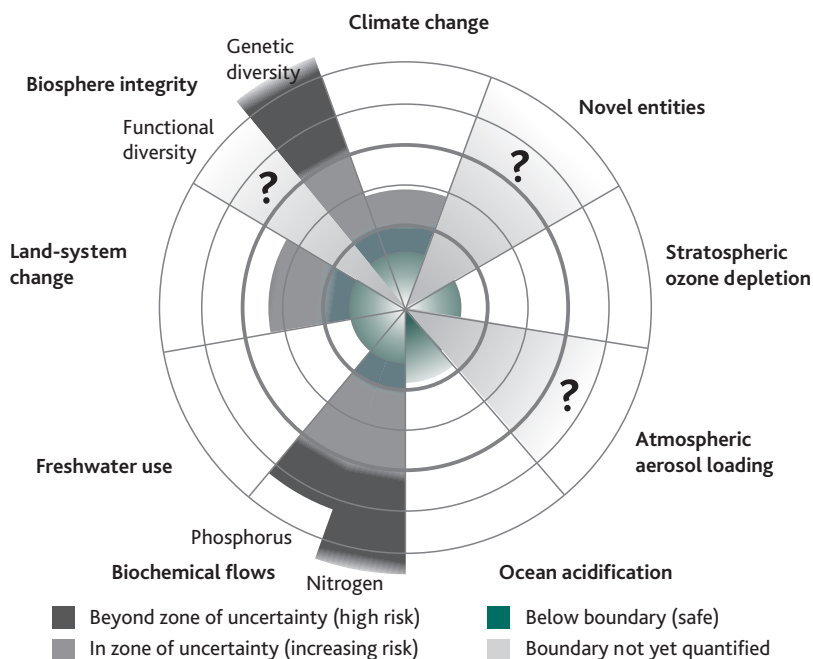 Climate change
Genetic
diversity
Biosphere integrity
Novel entities
Functional
diversity
?
?
Land-system
change
Stratospheric
ozone depletion
?
Atmospheric
aerosol loading
Freshwater use
Phosphorus
Biochemical flows
Ocean acidification
Nitrogen
Beyond zone of uncertainty (high risk)
Below boundary (safe)
In zone of uncertainty (increasing risk)
Boundary not yet quantified